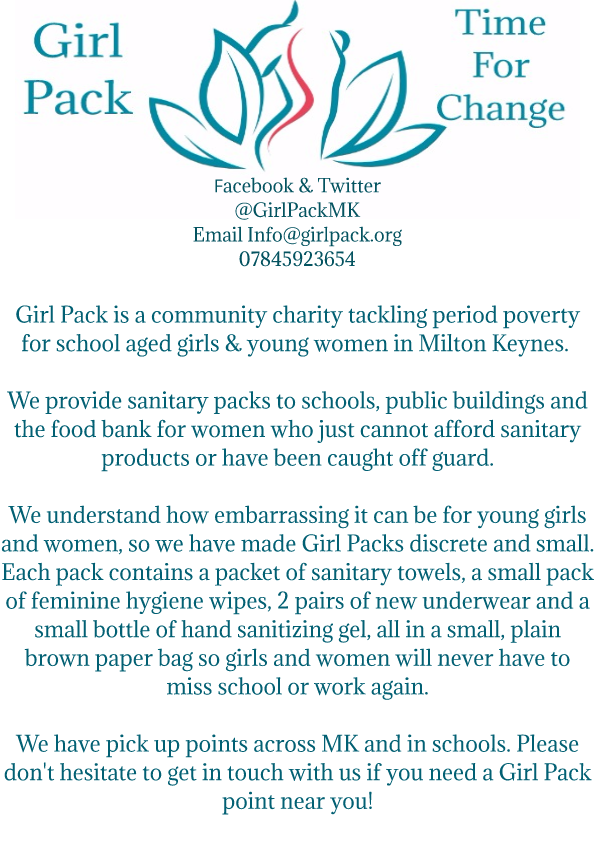 Girl
Pack
Time
For
Change
Facebook & Twitter
@GirlPackMK
Email Info@girlpack.org
07845923654
Girl Pack is a community charity tackling period poverty
for school aged girls & young women in Milton Keynes.
We provide sanitary packs to schools, public buildings and
the food bank for women who just cannot afford sanitary
products or have been caught off guard.
We understand how embarrassing it can be for young girls
and women, so we have made Girl Packs discrete and small.
Each pack contains a packet of sanitary towels, a small pack
of feminine hygiene wipes, 2 pairs of new underwear and a
small bottle of hand sanitizing gel, all in a small, plain
brown paper bag so girls and women will never have to
miss school or work again.
We have pick up points across MK and in schools. Please
don't hesitate to get in touch with us if you need a Girl Pack
point near you!